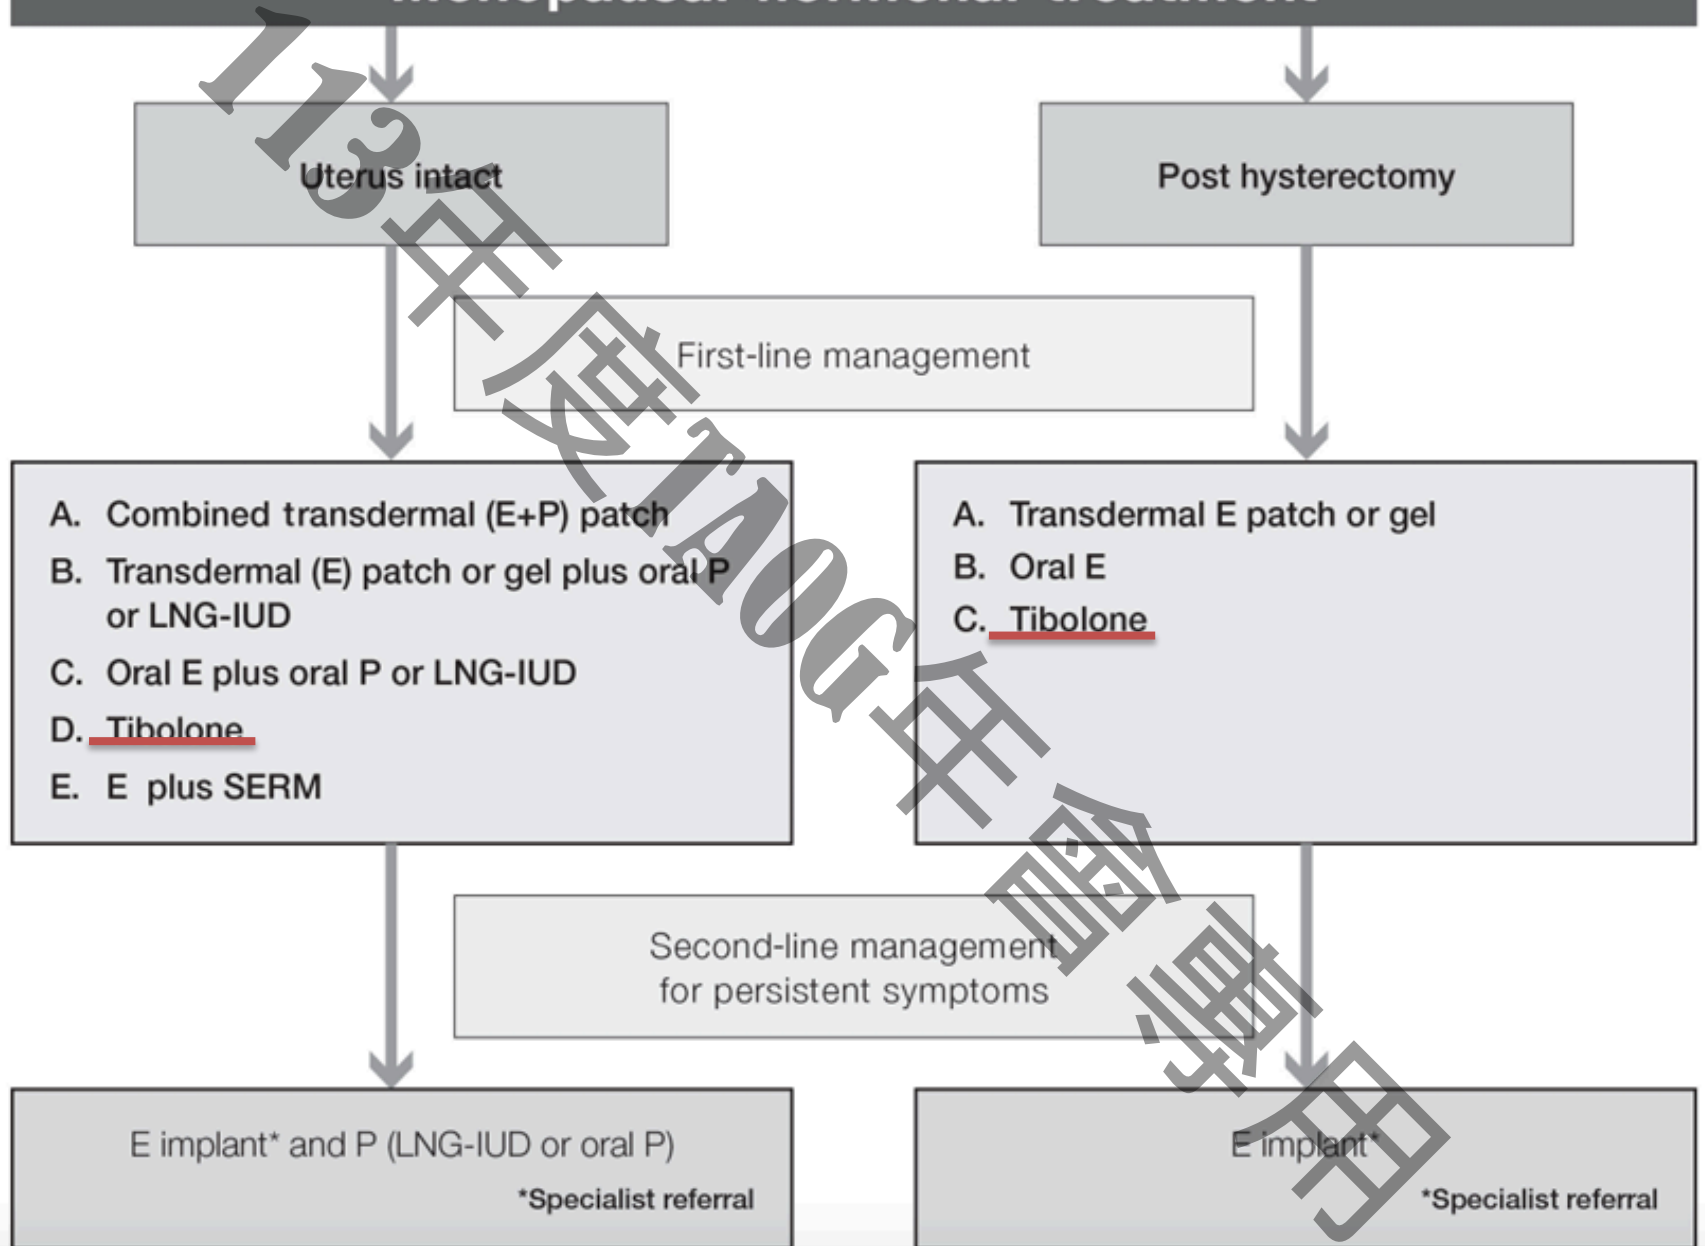 Menopausal hormonal treatment
Uterus intact
Post hysterectomy
First-line management
A. Combined transdermal (E+P) patch
B. Transdermal (E) patch or gel plus oral P
or LNG-IUD
C. Oral E plus oral P or LNG-IUD
D. Tibolone
E. E plus SERM
A. Transdermal E patch or gel
B. Oral E
C. Tibolone
Second-line management
for persistent symptoms
E implant* and P (LNG-IUD or oral P)
*Specialist referral
E implant*
*Specialist referral
113年度TAOG年會專用